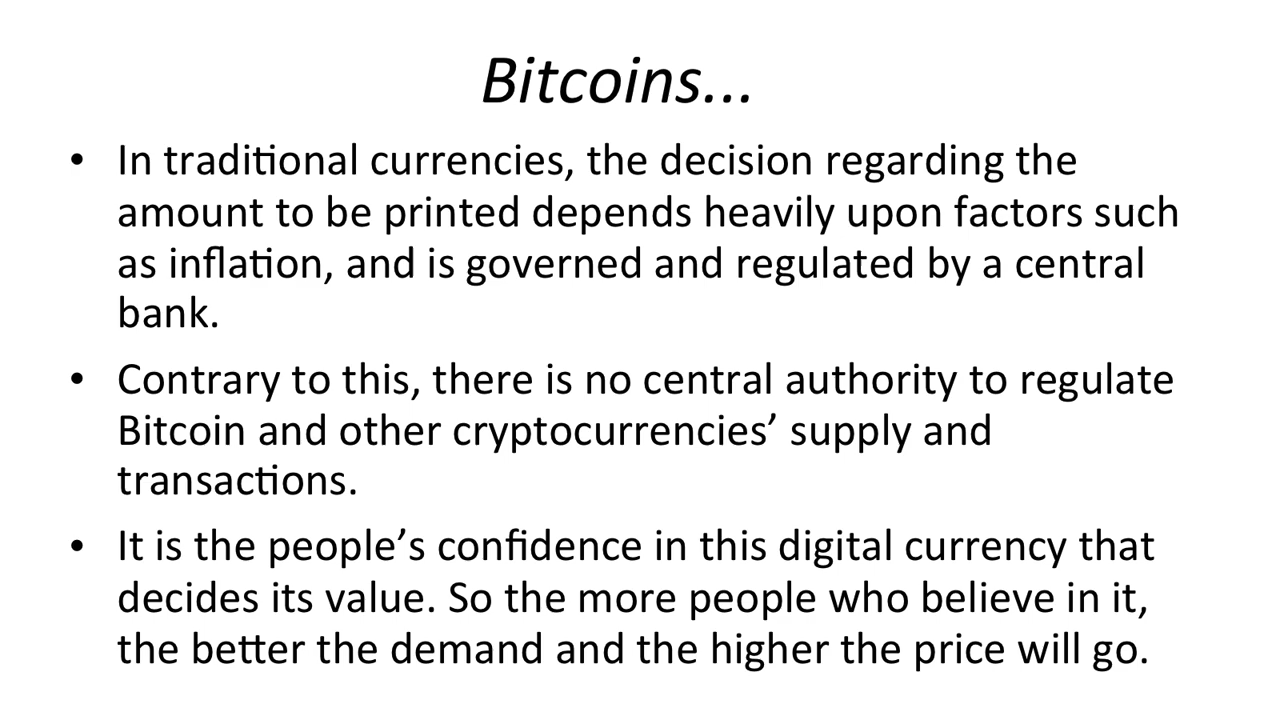 Bitcoins...
• In traditional currencies, the decision regarding the
amount to be printed depends heavily upon factors such
as inflation, and is governed and regulated by a central
bank.
• Contrary to this, there is no central authority to regulate
Bitcoin and other cryptocurrencies’ supply and
transactions.
• It is the people’s confidence in this digital currency that
decides its value. So the more people who believe in it,
the better the demand and the higher the price will go.